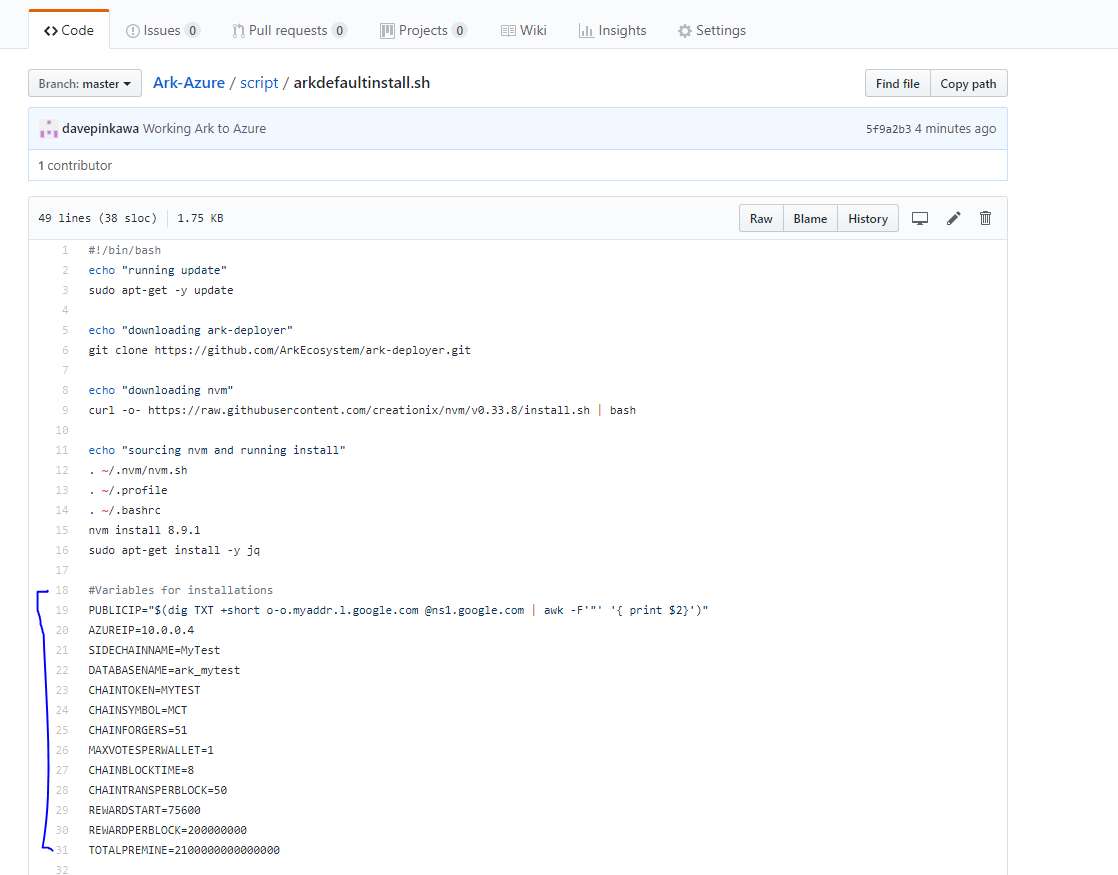 Code Issues 0 Pull requests 0 Projects 0 Wiki Insights Settings
Branch: master Ark-Azure / script / arkdefaultinstall.sh Find file Copy path
davepinkawa Working Ark to Azure 5f9a2b3 4 minutes ago
1 contributor
49 lines (38 sloc) 1.75 KB Raw Blame History
1 #!/bin/bash
2 echo "running update"
3 sudo apt-get -y update
4
5 echo "downloading ark-deployer"
6 git clone https://github.com/ArkEcosystem/ark-deployer.git
7
8 echo "downloading nvm"
9 curl -o- https://raw.githubusercontent.com/creationix/nvm/v0.33.8/install.sh | bash
10
11 echo "sourcing nvm and running install"
12 . ~/.nvm/nvm.sh
13 . ~/.profile
14 . ~/.bashrc
15 nvm install 8.9.1
16 sudo apt-get install -y jq
17
18 #Variables for installations
19 PUBLICIP="$(dig TXT +short o-o.myaddr.l.google.com @ns1.google.com | awk -F'"' '{ print $2}')"
20 AZUREIP=10.0.0.4
21 SIDECHAINNAME=MyTest
22 DATABASENAME=ark_mytest
23 CHAINTOKEN=MYTEST
24 CHAINSYMBOL=MCT
25 CHAINFORGERS=51
26 MAXVOTESPERWALLET=1
27 CHAINBLOCKTIME=8
28 CHAINTRANSPERBLOCK=50
29 REWARDSTART=75600
30 REWARDPERBLOCK=200000000
31 TOTALPREMINE=2100000000000000
32